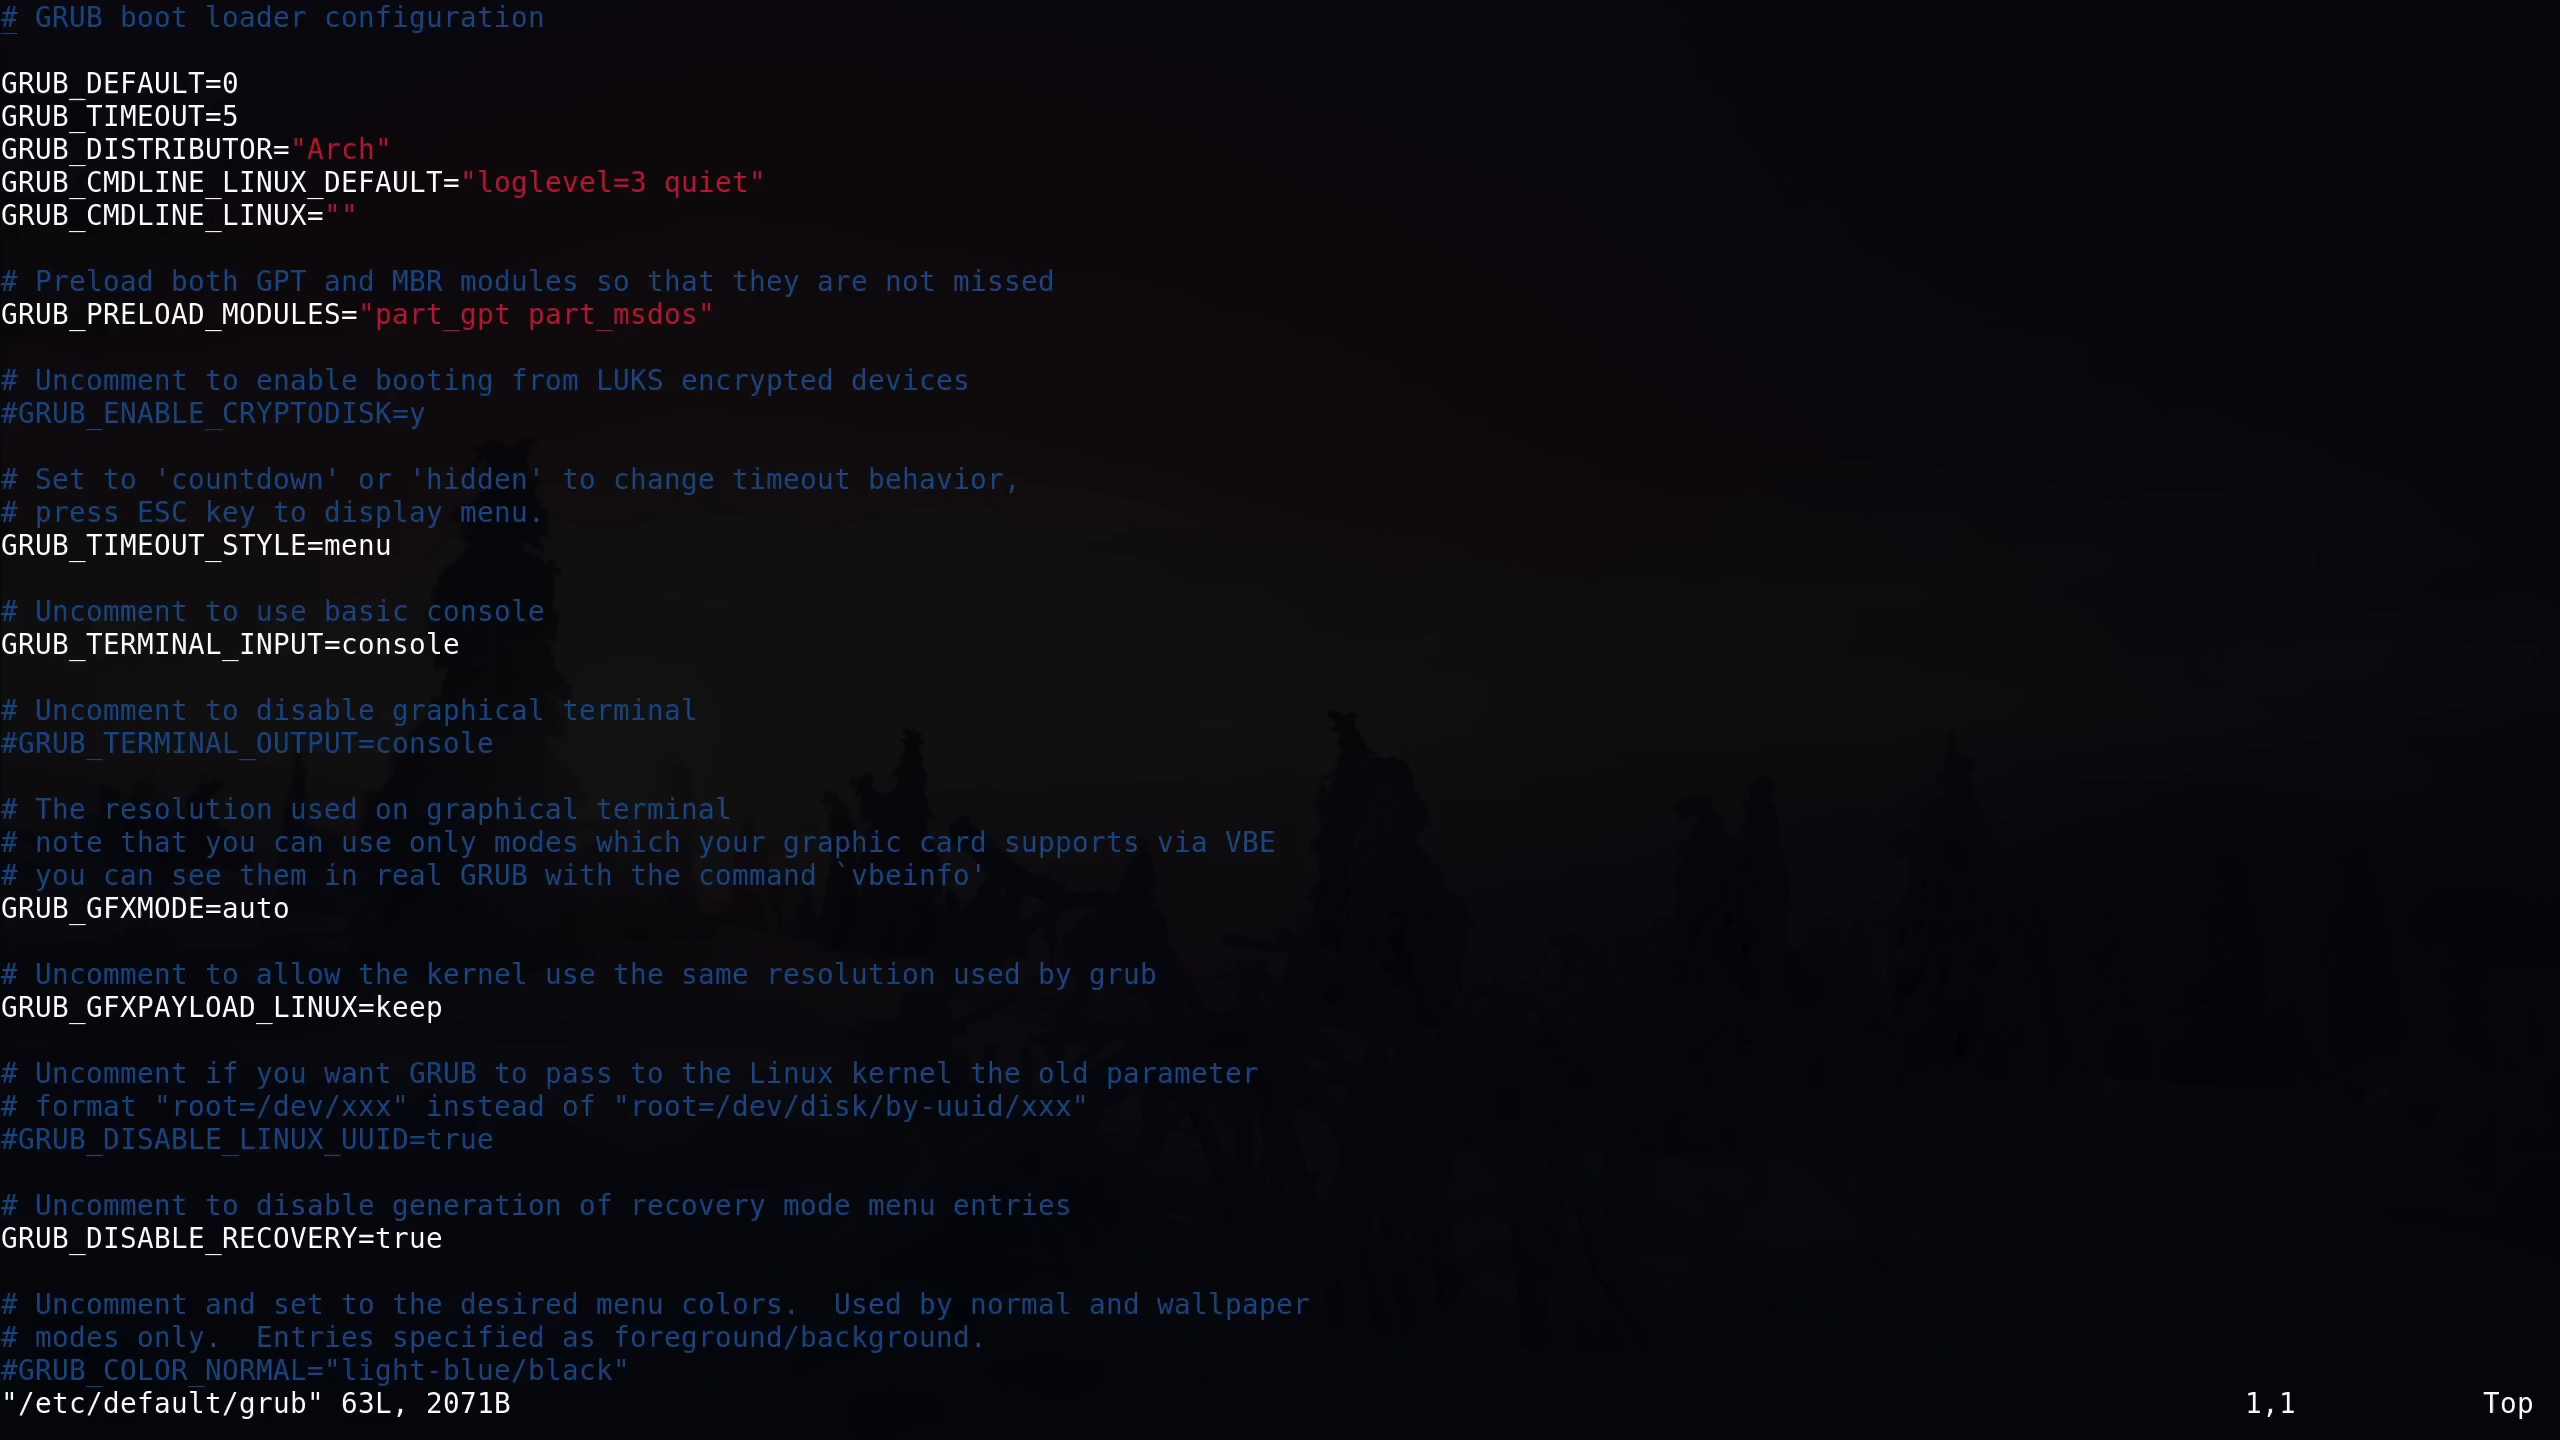 # GRUB boot loader configuration
GRUB_DEFAULT=0
GRUB_TIMEOUT=5
GRUB_DISTRIBUTOR="Arch"
GRUB_CMDLINE_LINUX_DEFAULT="loglevel=3 quiet"
GRUB_CMDLINE_LINUX=""
# Preload both GPT and MBR modules so that they are not missed
GRUB_PRELOAD_MODULES="part_gpt part_msdos"
# Uncomment to enable booting from LUKS encrypted devices
#GRUB_ENABLE_CRYPTODISK=y
# Set to 'countdown' or 'hidden' to change timeout behavior,
# press ESC key to display menu.
GRUB_TIMEOUT_STYLE=menu
# Uncomment to use basic console
GRUB_TERMINAL_INPUT=console
# Uncomment to disable graphical terminal
#GRUB_TERMINAL_OUTPUT=console
# The resolution used on graphical terminal
# note that you can use only modes which your graphic card supports via VBE
# you can see them in real GRUB with the command `vbeinfo'
GRUB_GFXMODE=auto
# Uncomment to allow the kernel use the same resolution used by grub
GRUB_GFXPAYLOAD_LINUX=keep
# Uncomment if you want GRUB to pass to the Linux kernel the old parameter
# format "root=/dev/xxx" instead of "root=/dev/disk/by-uuid/xxx"
#GRUB_DISABLE_LINUX_UUID=true
# Uncomment to disable generation of recovery mode menu entries
GRUB_DISABLE_RECOVERY=true
# Uncomment and set to the desired menu colors.  Used by normal and wallpaper
# modes only.  Entries specified as foreground/background.
#GRUB_COLOR_NORMAL="light-blue/black"
"/etc/default/grub" 63L, 2071B 1,1 Top